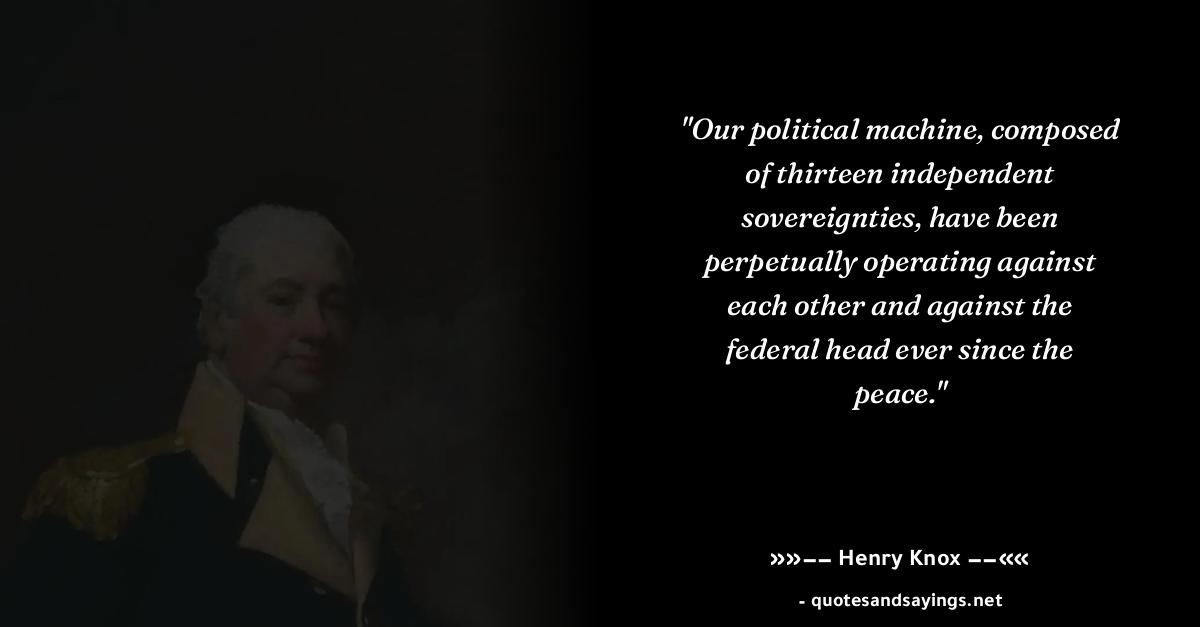 "Our political machine, composed
of thirteen independent
sovereignties, have been
perpetually operating against
each other and against the
federal head ever since the
peace."
»»–– Henry Knox ––««
- quotesandsayings.net